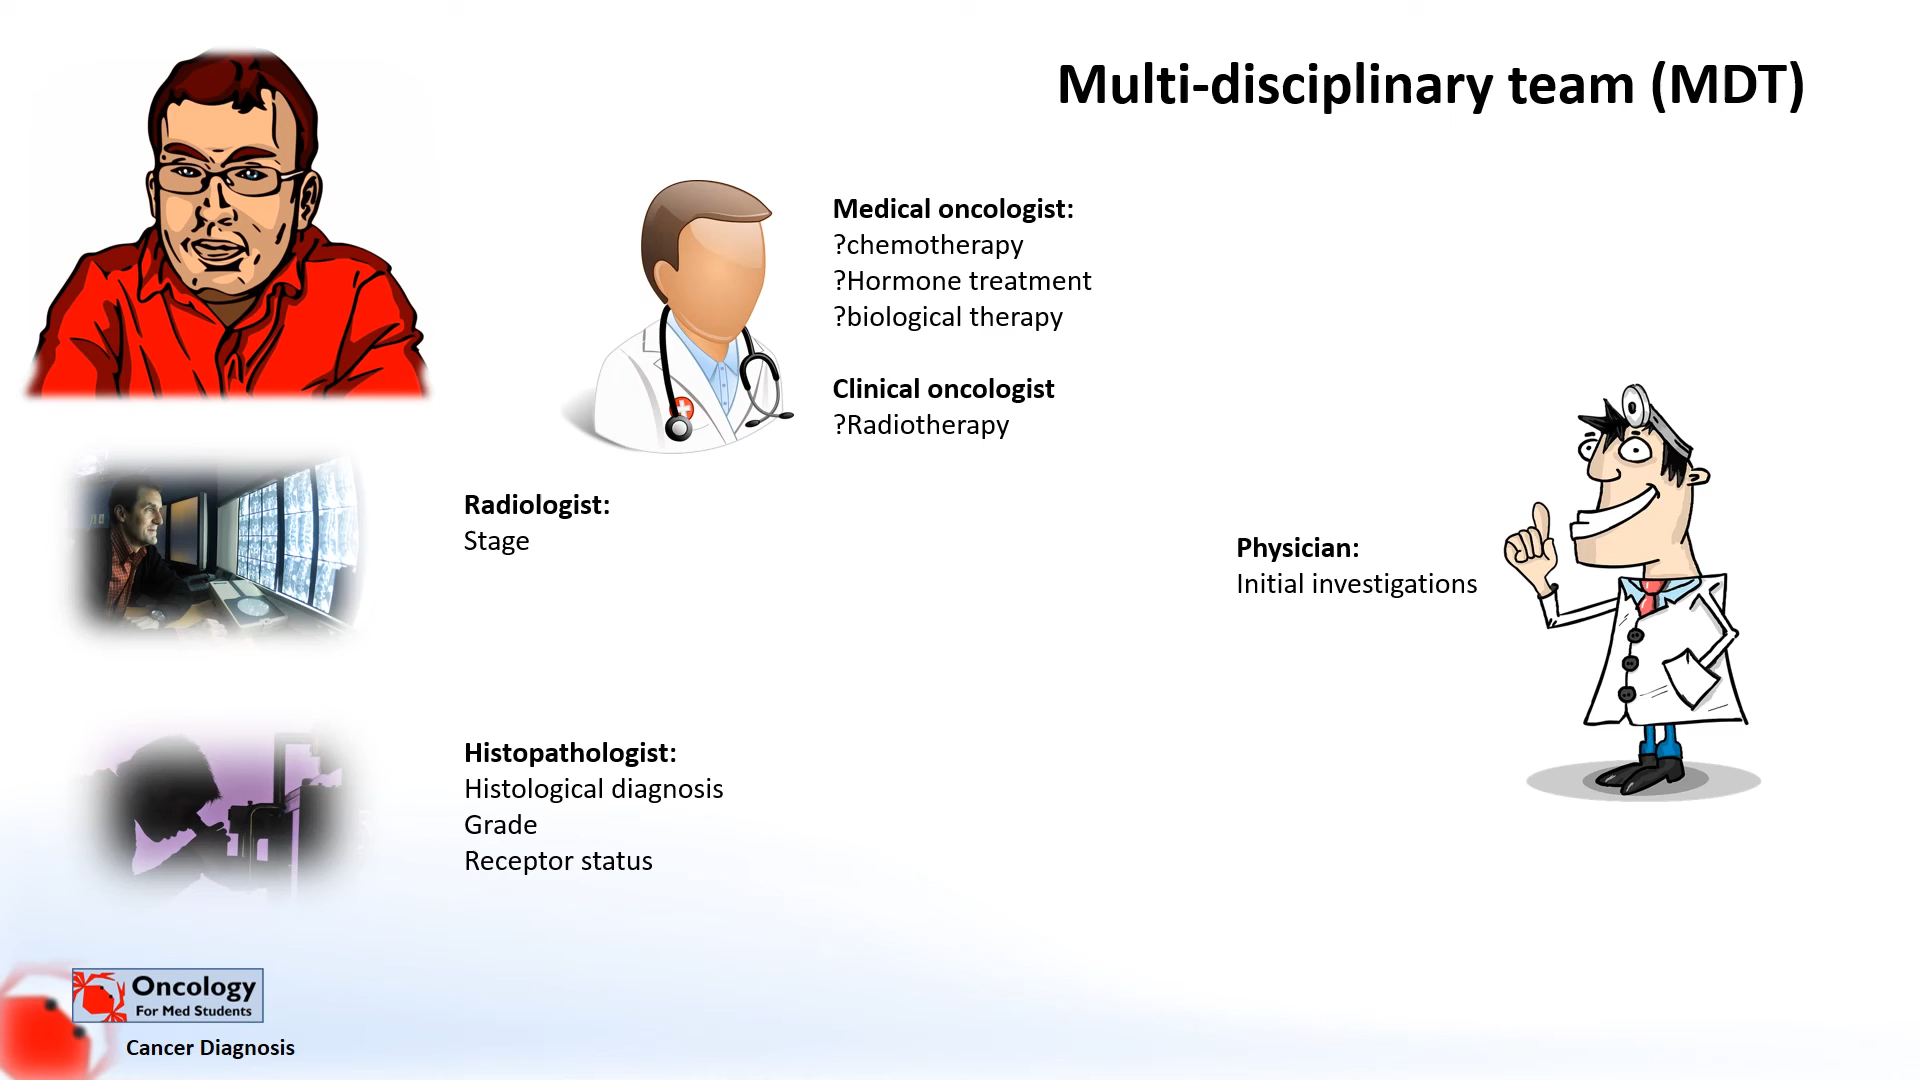 Multi-disciplinary team (MDT)
Medical oncologist:
?chemotherapy
?Hormone treatment
?biological therapy
Clinical oncologist
?Radiotherapy
Radiologist:
Stage
Physician:
Initial investigations
Histopathologist:
Histological diagnosis
Grade
Receptor status
Oncology
For Med Students
Cancer Diagnosis